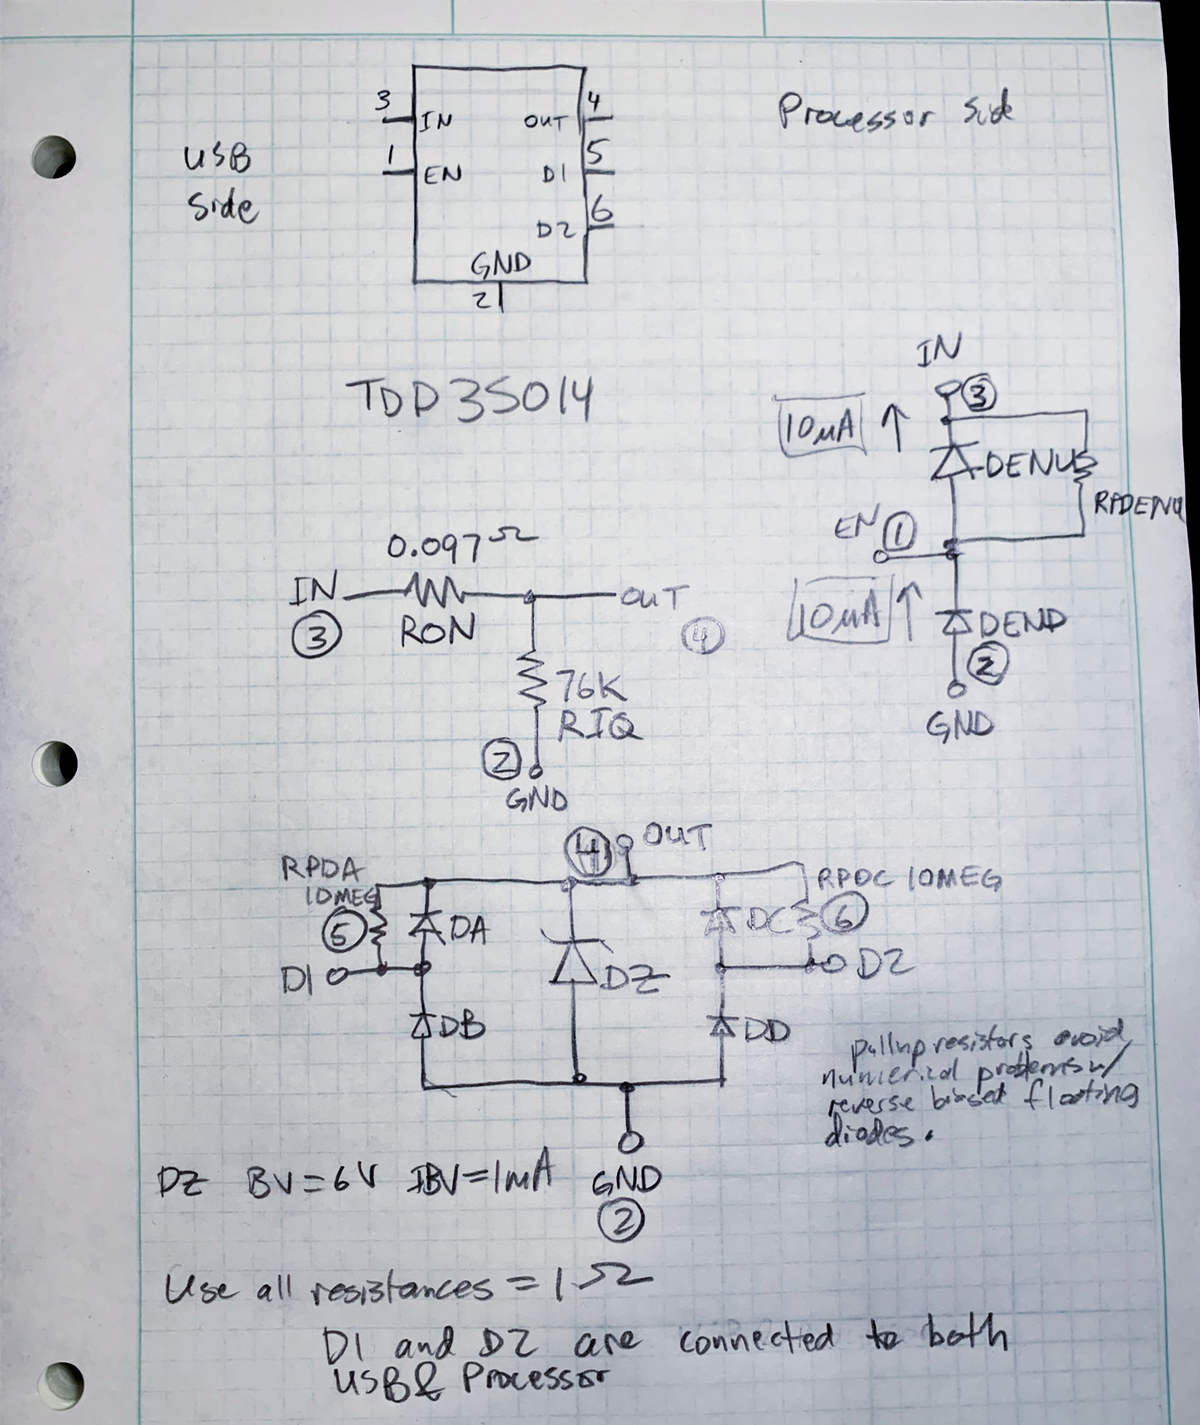 3
IN
OUT
4
Processor side
USB
side
1
EN
D1
5
D2
6
GND
2
TDD35014
IN
3
10µA ↑
DENU
EN
1
10µA ↑
DEND
2
GND
0.097Ω
IN
RON
OUT
3
4
76K
RIQ
2
GND
4
OUT
RPDA
10MEG
RPDC 10MEG
5
DA
DC
6
D1
DZ
D2
DB
DD
pullup resistors avoid
numerical problems w/
reverse biased floating
diodes.
DZ BV=6V IBV=1mA
GND
2
Use all resistances = 1Ω
D1 and D2 are connected to both
USB & Processor